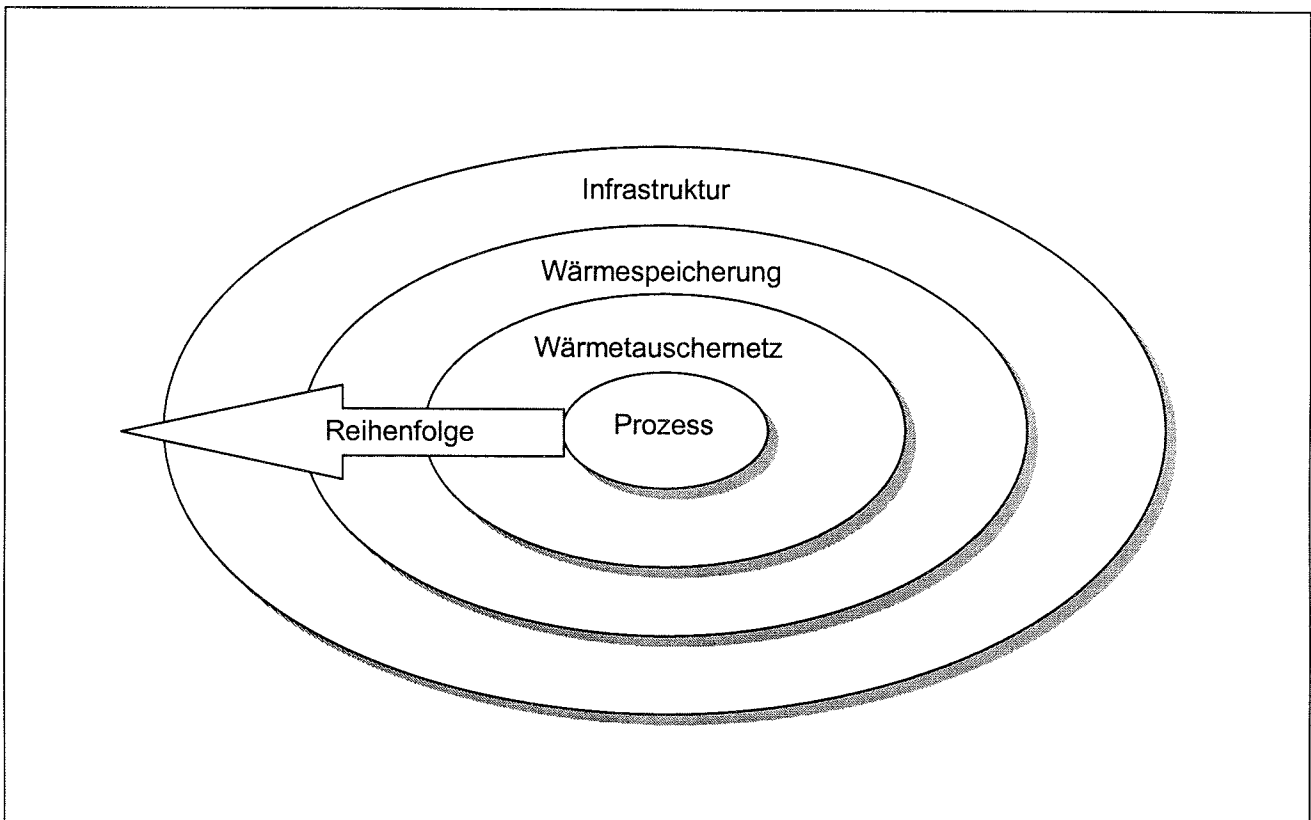 Infrastruktur
Wärmespeicherung
Wärmetauschernetz
Prozess
Reihenfolge